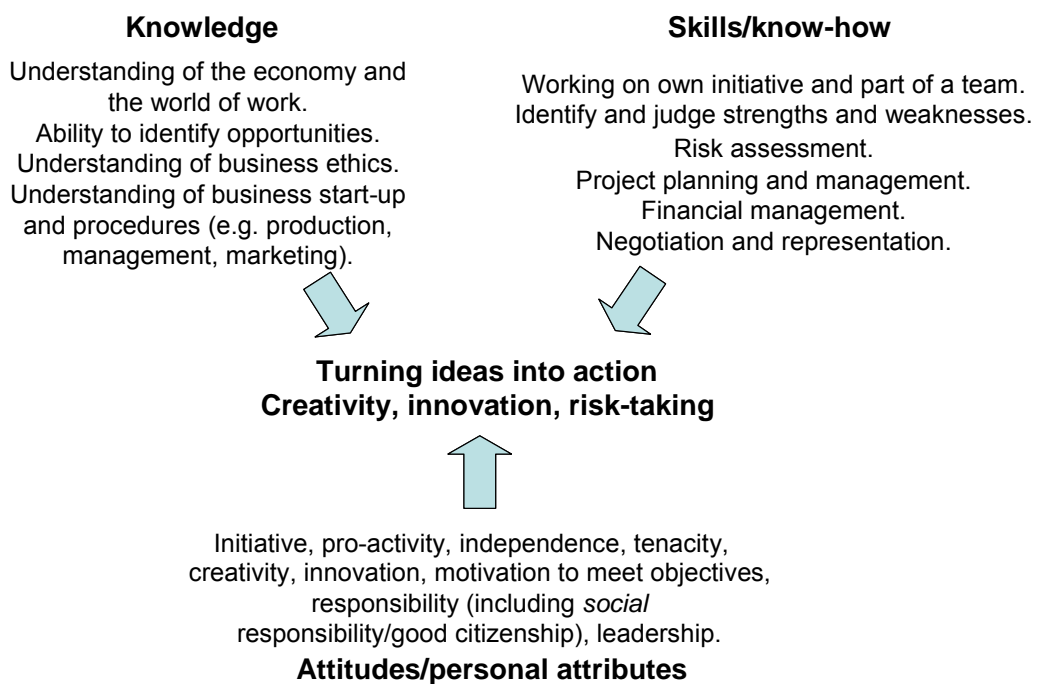 Knowledge
Understanding of the economy and
the world of work.
Ability to identify opportunities.
Understanding of business ethics.
Understanding of business start-up
and procedures (e.g. production,
management, marketing).
Skills/know-how
Working on own initiative and part of a team.
Identify and judge strengths and weaknesses.
Risk assessment.
Project planning and management.
Financial management.
Negotiation and representation.
Turning ideas into action
Creativity, innovation, risk-taking
Initiative, pro-activity, independence, tenacity,
creativity, innovation, motivation to meet objectives,
responsibility (including social
responsibility/good citizenship), leadership.
Attitudes/personal attributes